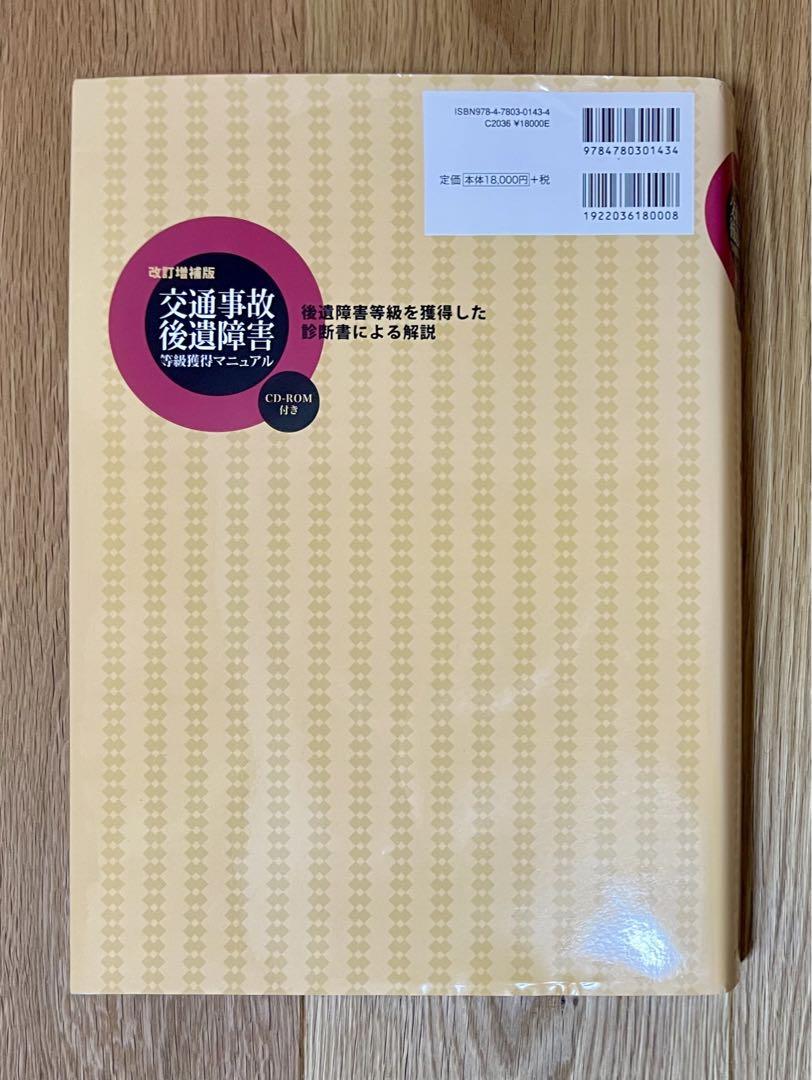 ISBN978-4-7803-0143-4
C2036 ¥18000E
9784780301434
定価 本体18,000円+税
1922036180008
改訂増補版
交通事故
後遺障害
等級獲得マニュアル
CD-ROM
付き
後遺障害等級を獲得した
診断書による解説